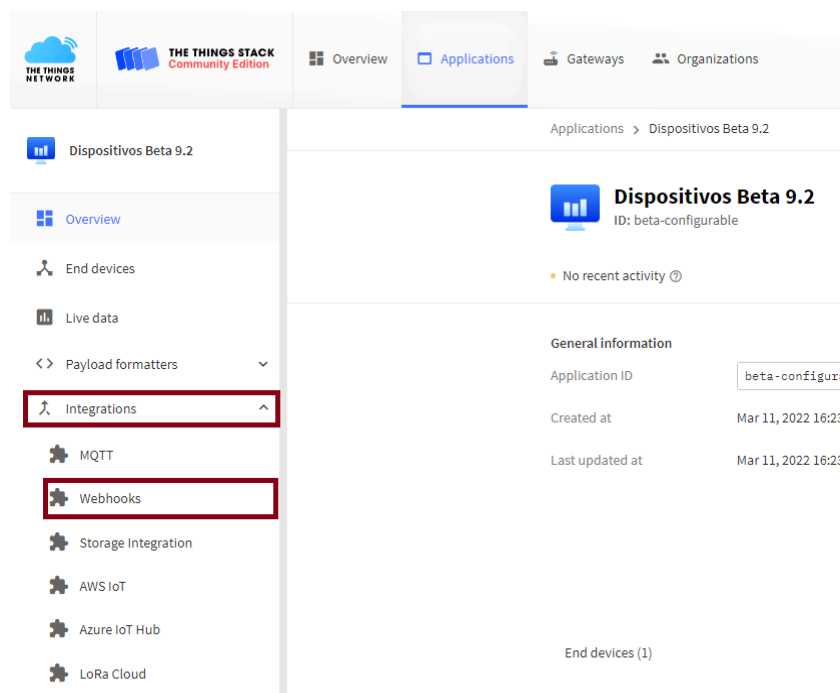 THE THINGS
NETWORK
THE THINGS STACK
Community Edition
Overview
Applications
Gateways
Organizations
Dispositivos Beta 9.2
Overview
End devices
Live data
Payload formatters
Integrations
MQTT
Webhooks
Storage Integration
AWS IoT
Azure IoT Hub
LoRa Cloud
Applications > Dispositivos Beta 9.2
Dispositivos Beta 9.2
ID: beta-configurable
No recent activity
General information
Application ID beta-configura
Created at Mar 11, 2022 16:23
Last updated at Mar 11, 2022 16:23
End devices (1)